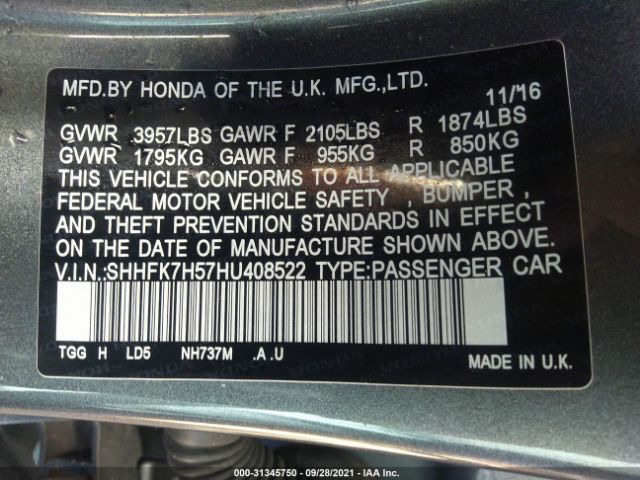 MFD.BY HONDA OF THE U.K. MFG.,LTD.
11/16
GVWR 3957LBS GAWR F 2105LBS R 1874LBS
GVWR 1795KG GAWR F 955KG R 850KG
THIS VEHICLE CONFORMS TO ALL APPLICABLE
FEDERAL MOTOR VEHICLE SAFETY , BUMPER ,
AND THEFT PREVENTION STANDARDS IN EFFECT
ON THE DATE OF MANUFACTURE SHOWN ABOVE.
V.I.N.:SHHFK7H57HU408522 TYPE:PASSENGER CAR
TGG H LD5 NH737M .A .U
MADE IN U.K.
000-31345750 - 09/28/2021 - IAA Inc.